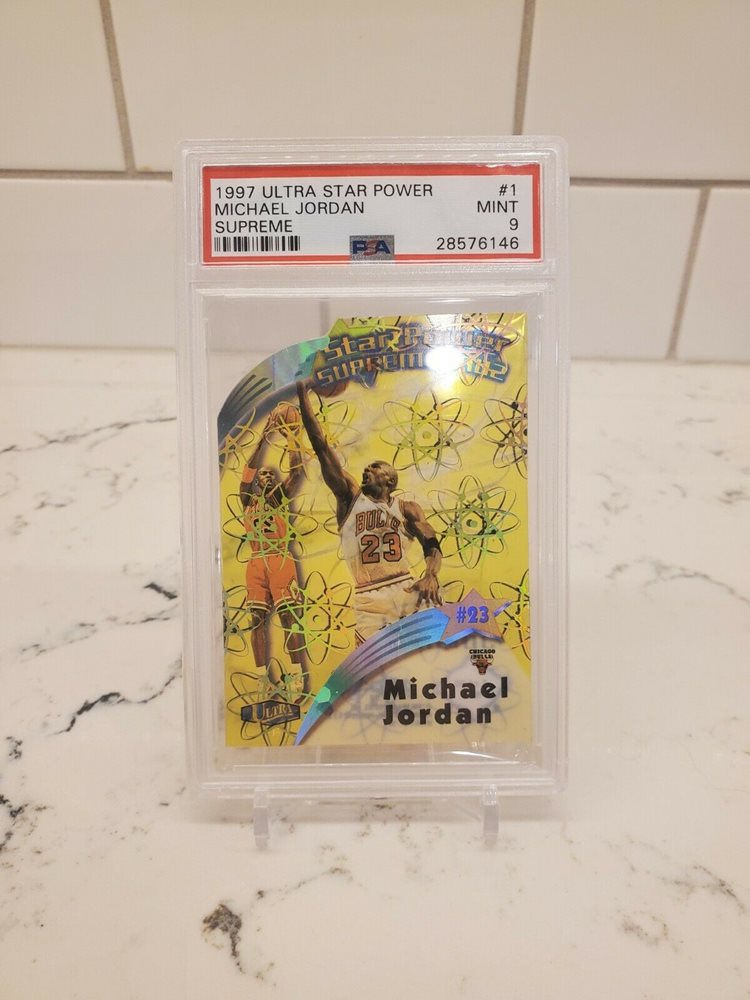 1997 ULTRA STAR POWER #1
MICHAEL JORDAN MINT
SUPREME 9
PSA 28576146
Star Power
SUPREME
BULLS
23
#23
CHICAGO
BULLS
Michael
Jordan
ULTRA